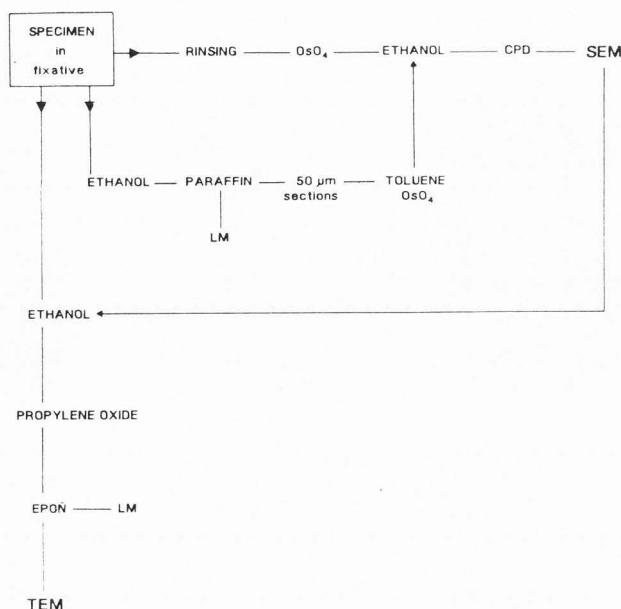 SPECIMEN
in
fixative
RINSING
OsO₄
ETHANOL
CPD
SEM
ETHANOL
PARAFFIN
50 µm
sections
TOLUENE
OsO₄
LM
ETHANOL
PROPYLENE OXIDE
EPON
LM
TEM